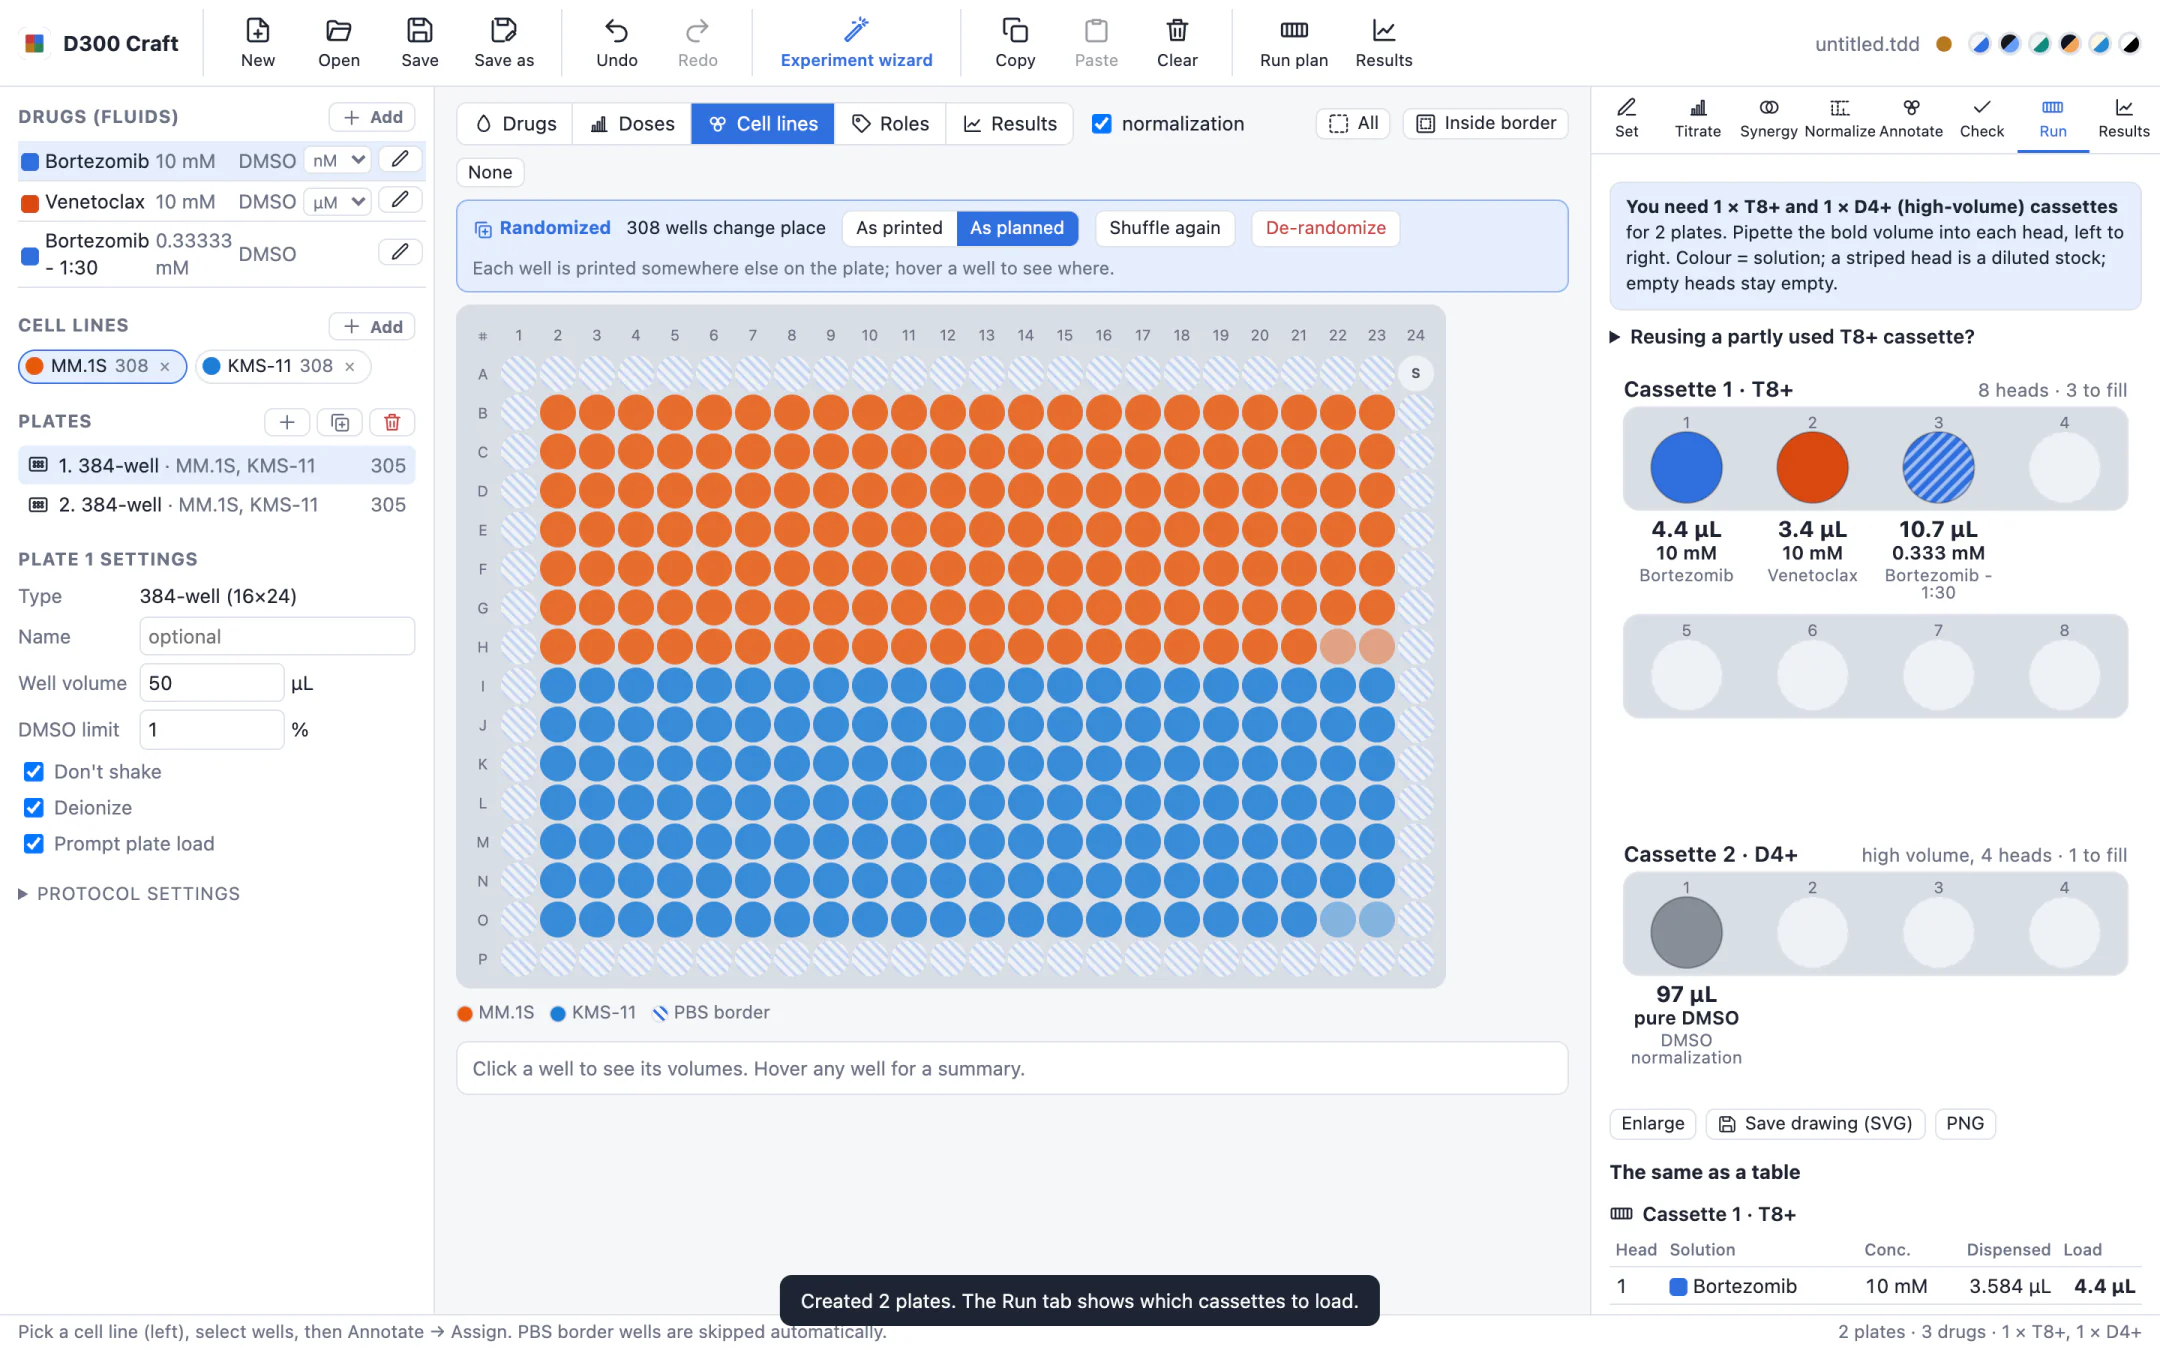 D300 Craft
New
Open
Save
Save as
Undo
Redo
Experiment wizard
Copy
Paste
Clear
Run plan
Results
untitled.tdd
DRUGS (FLUIDS)
Add
Bortezomib 10 mM DMSO nM
Venetoclax 10 mM DMSO µM
Bortezomib - 1:30 0.33333 mM DMSO
CELL LINES
Add
MM.1S 308 ×
KMS-11 308 ×
PLATES
1. 384-well · MM.1S, KMS-11 305
2. 384-well · MM.1S, KMS-11 305
PLATE 1 SETTINGS
Type 384-well (16×24)
Name optional
Well volume 50 µL
DMSO limit 1 %
Don't shake
Deionize
Prompt plate load
PROTOCOL SETTINGS
Drugs
Doses
Cell lines
Roles
Results
normalization
All
Inside border
None
Randomized 308 wells change place As printed As planned Shuffle again De-randomize
Each well is printed somewhere else on the plate; hover a well to see where.
# 1 2 3 4 5 6 7 8 9 10 11 12 13 14 15 16 17 18 19 20 21 22 23 24
A S
B
C
D
E
F
G
H
I
J
K
L
M
N
O
P
MM.1S KMS-11 PBS border
Click a well to see its volumes. Hover any well for a summary.
Created 2 plates. The Run tab shows which cassettes to load.
Set
Titrate
Synergy
Normalize
Annotate
Check
Run
Results
You need 1 × T8+ and 1 × D4+ (high-volume) cassettes
for 2 plates. Pipette the bold volume into each head, left to
right. Colour = solution; a striped head is a diluted stock;
empty heads stay empty.
Reusing a partly used T8+ cassette?
Cassette 1 · T8+ 8 heads · 3 to fill
1 2 3 4
4.4 µL 3.4 µL 10.7 µL
10 mM 10 mM 0.333 mM
Bortezomib Venetoclax Bortezomib -
1:30
5 6 7 8
Cassette 2 · D4+ high volume, 4 heads · 1 to fill
1 2 3 4
97 µL
pure DMSO
DMSO
normalization
Enlarge
Save drawing (SVG)
PNG
The same as a table
Cassette 1 · T8+
Head Solution Conc. Dispensed Load
1 Bortezomib 10 mM 3.584 µL 4.4 µL
Pick a cell line (left), select wells, then Annotate → Assign. PBS border wells are skipped automatically.
2 plates · 3 drugs · 1 × T8+, 1 × D4+